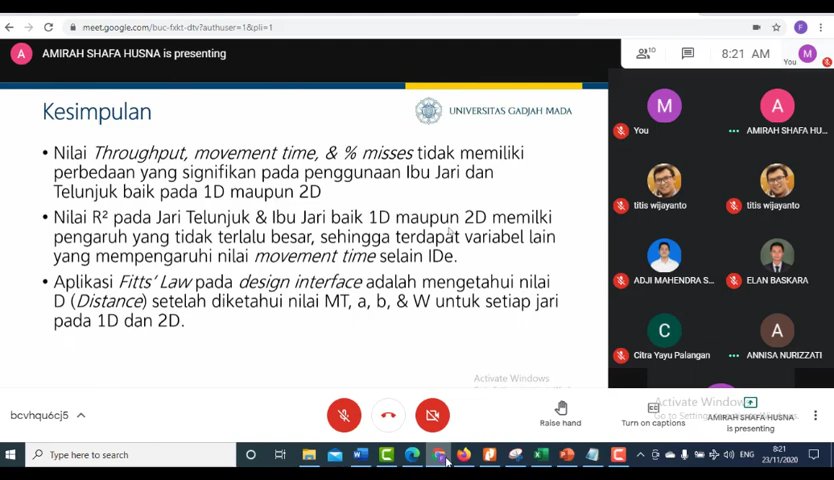 meet.google.com/buc-fxkt-dtv?authuser=1&pli=1
F
A AMIRAH SHAFA HUSNA is presenting
10
8:21 AM
You
M
Kesimpulan
UNIVERSITAS GADJAH MADA
• Nilai Throughput, movement time, & % misses tidak memiliki
perbedaan yang signifikan pada penggunaan Ibu Jari dan
Telunjuk baik pada 1D maupun 2D
• Nilai R² pada Jari Telunjuk & Ibu Jari baik 1D maupun 2D memilki
pengaruh yang tidak terlalu besar, sehingga terdapat variabel lain
yang mempengaruhi nilai movement time selain IDe.
• Aplikasi Fitts' Law pada design interface adalah mengetahui nilai
D (Distance) setelah diketahui nilai MT, a, b, & W untuk setiap jari
pada 1D dan 2D.
M
A
You
AMIRAH SHAFA HU...
titis wijayanto
titis wijayanto
ADJI MAHENDRA S...
ELAN BASKARA
C
A
Citra Yayu Palangan
ANNISA NURIZZATI
Activate Windows
Activate Windows
Go to Settings
bcvhqu6cj5
Raise hand
Turn on captions
AMIRAH SHAFA HUSNA
is presenting
Type here to search
ENG
8:21
23/11/2020